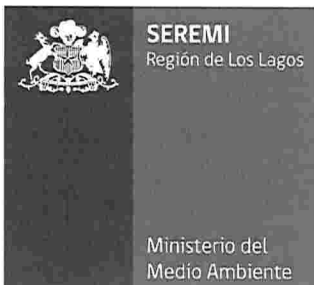 SEREMI
Región de Los Lagos
Ministerio del
Medio Ambiente